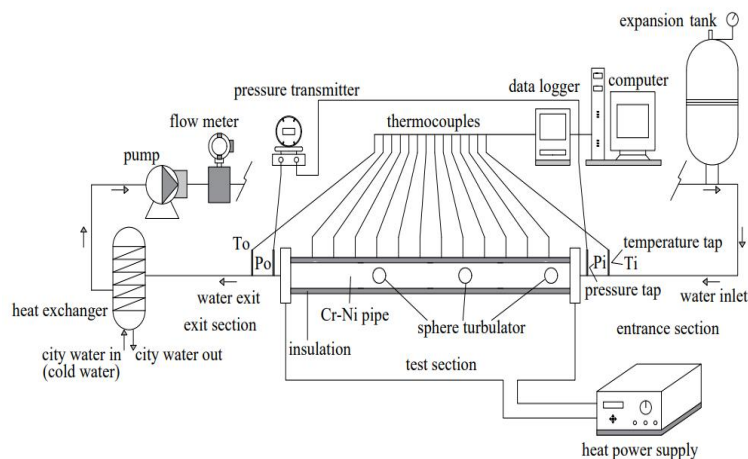 expansion tank
pressure transmitter
data logger
computer
thermocouples
flow meter
pump
To
Po
Pi
Ti
temperature tap
pressure tap
water exit
water inlet
heat exchanger
exit section
Cr-Ni pipe
sphere turbulator
entrance section
insulation
city water in
(cold water)
city water out
test section
heat power supply